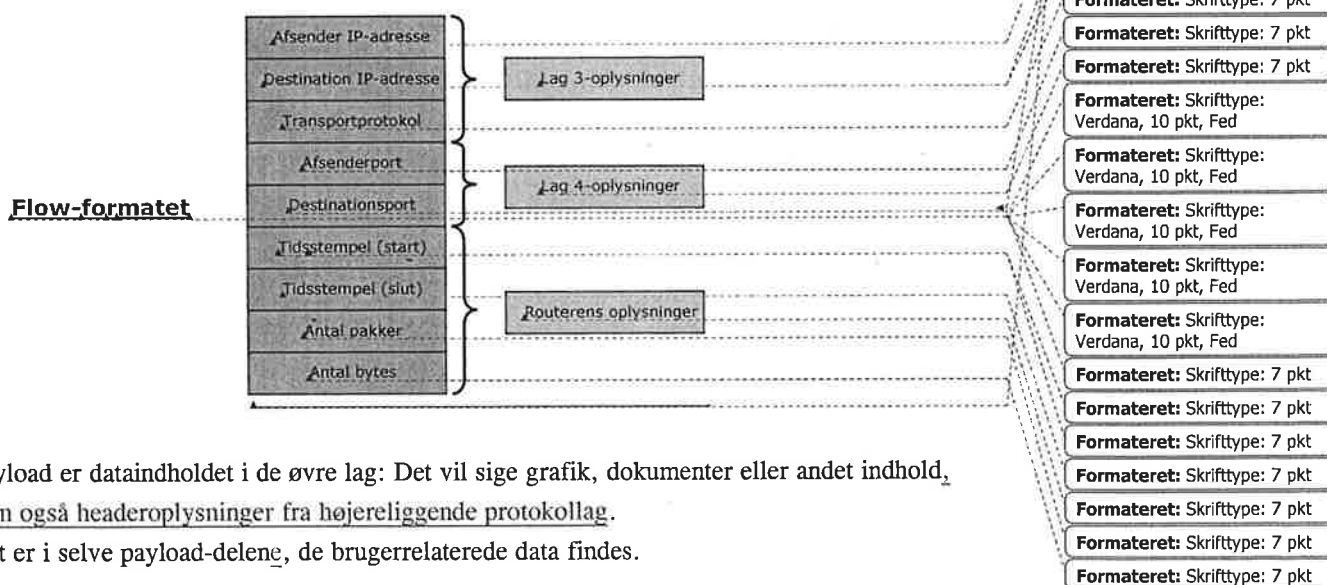 Formateret: Skrifttype: 7 pkt
Afsender IP-adresse
Destination IP-adresse
Transportprotokol
Afsenderport
Destinationsport
Tidsstempel (start)
Tidsstempel (slut)
Antal pakker
Antal bytes
Lag 3-oplysninger
Lag 4-oplysninger
Routerens oplysninger
Flow-formatet
Formateret: Skrifttype: 7 pkt
Formateret: Skrifttype: 7 pkt
Formateret: Skrifttype:
Verdana, 10 pkt, Fed
Formateret: Skrifttype:
Verdana, 10 pkt, Fed
Formateret: Skrifttype:
Verdana, 10 pkt, Fed
Formateret: Skrifttype:
Verdana, 10 pkt, Fed
Formateret: Skrifttype:
Verdana, 10 pkt, Fed
Formateret: Skrifttype: 7 pkt
Formateret: Skrifttype: 7 pkt
Formateret: Skrifttype: 7 pkt
Formateret: Skrifttype: 7 pkt
Formateret: Skrifttype: 7 pkt
Formateret: Skrifttype: 7 pkt
Formateret: Skrifttype: 7 pkt
yload er dataindholdet i de øvre lag: Det vil sige grafik, dokumenter eller andet indhold,
n også headeroplysninger fra højereliggende protokollag.
t er i selve payload-delene, de brugerrelaterede data findes.